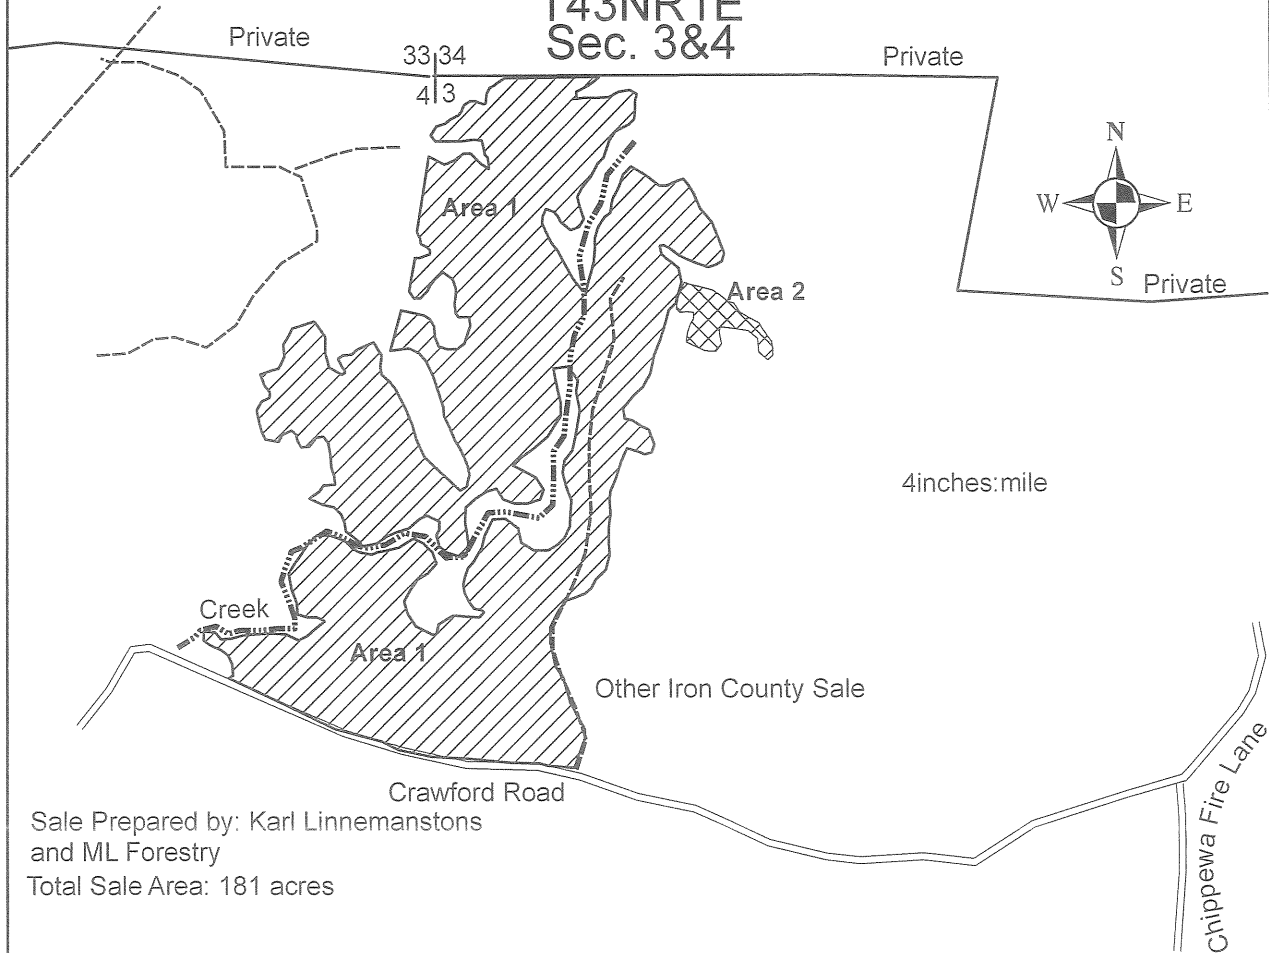 T43NR1E
Sec. 3&4
Private
33 34
4 3
Private
N
W E
S
Private
Area 1
Area 2
4inches:mile
Creek
Area 1
Other Iron County Sale
Crawford Road
Chippewa Fire Lane
Sale Prepared by: Karl Linnemanstons
and ML Forestry
Total Sale Area: 181 acres